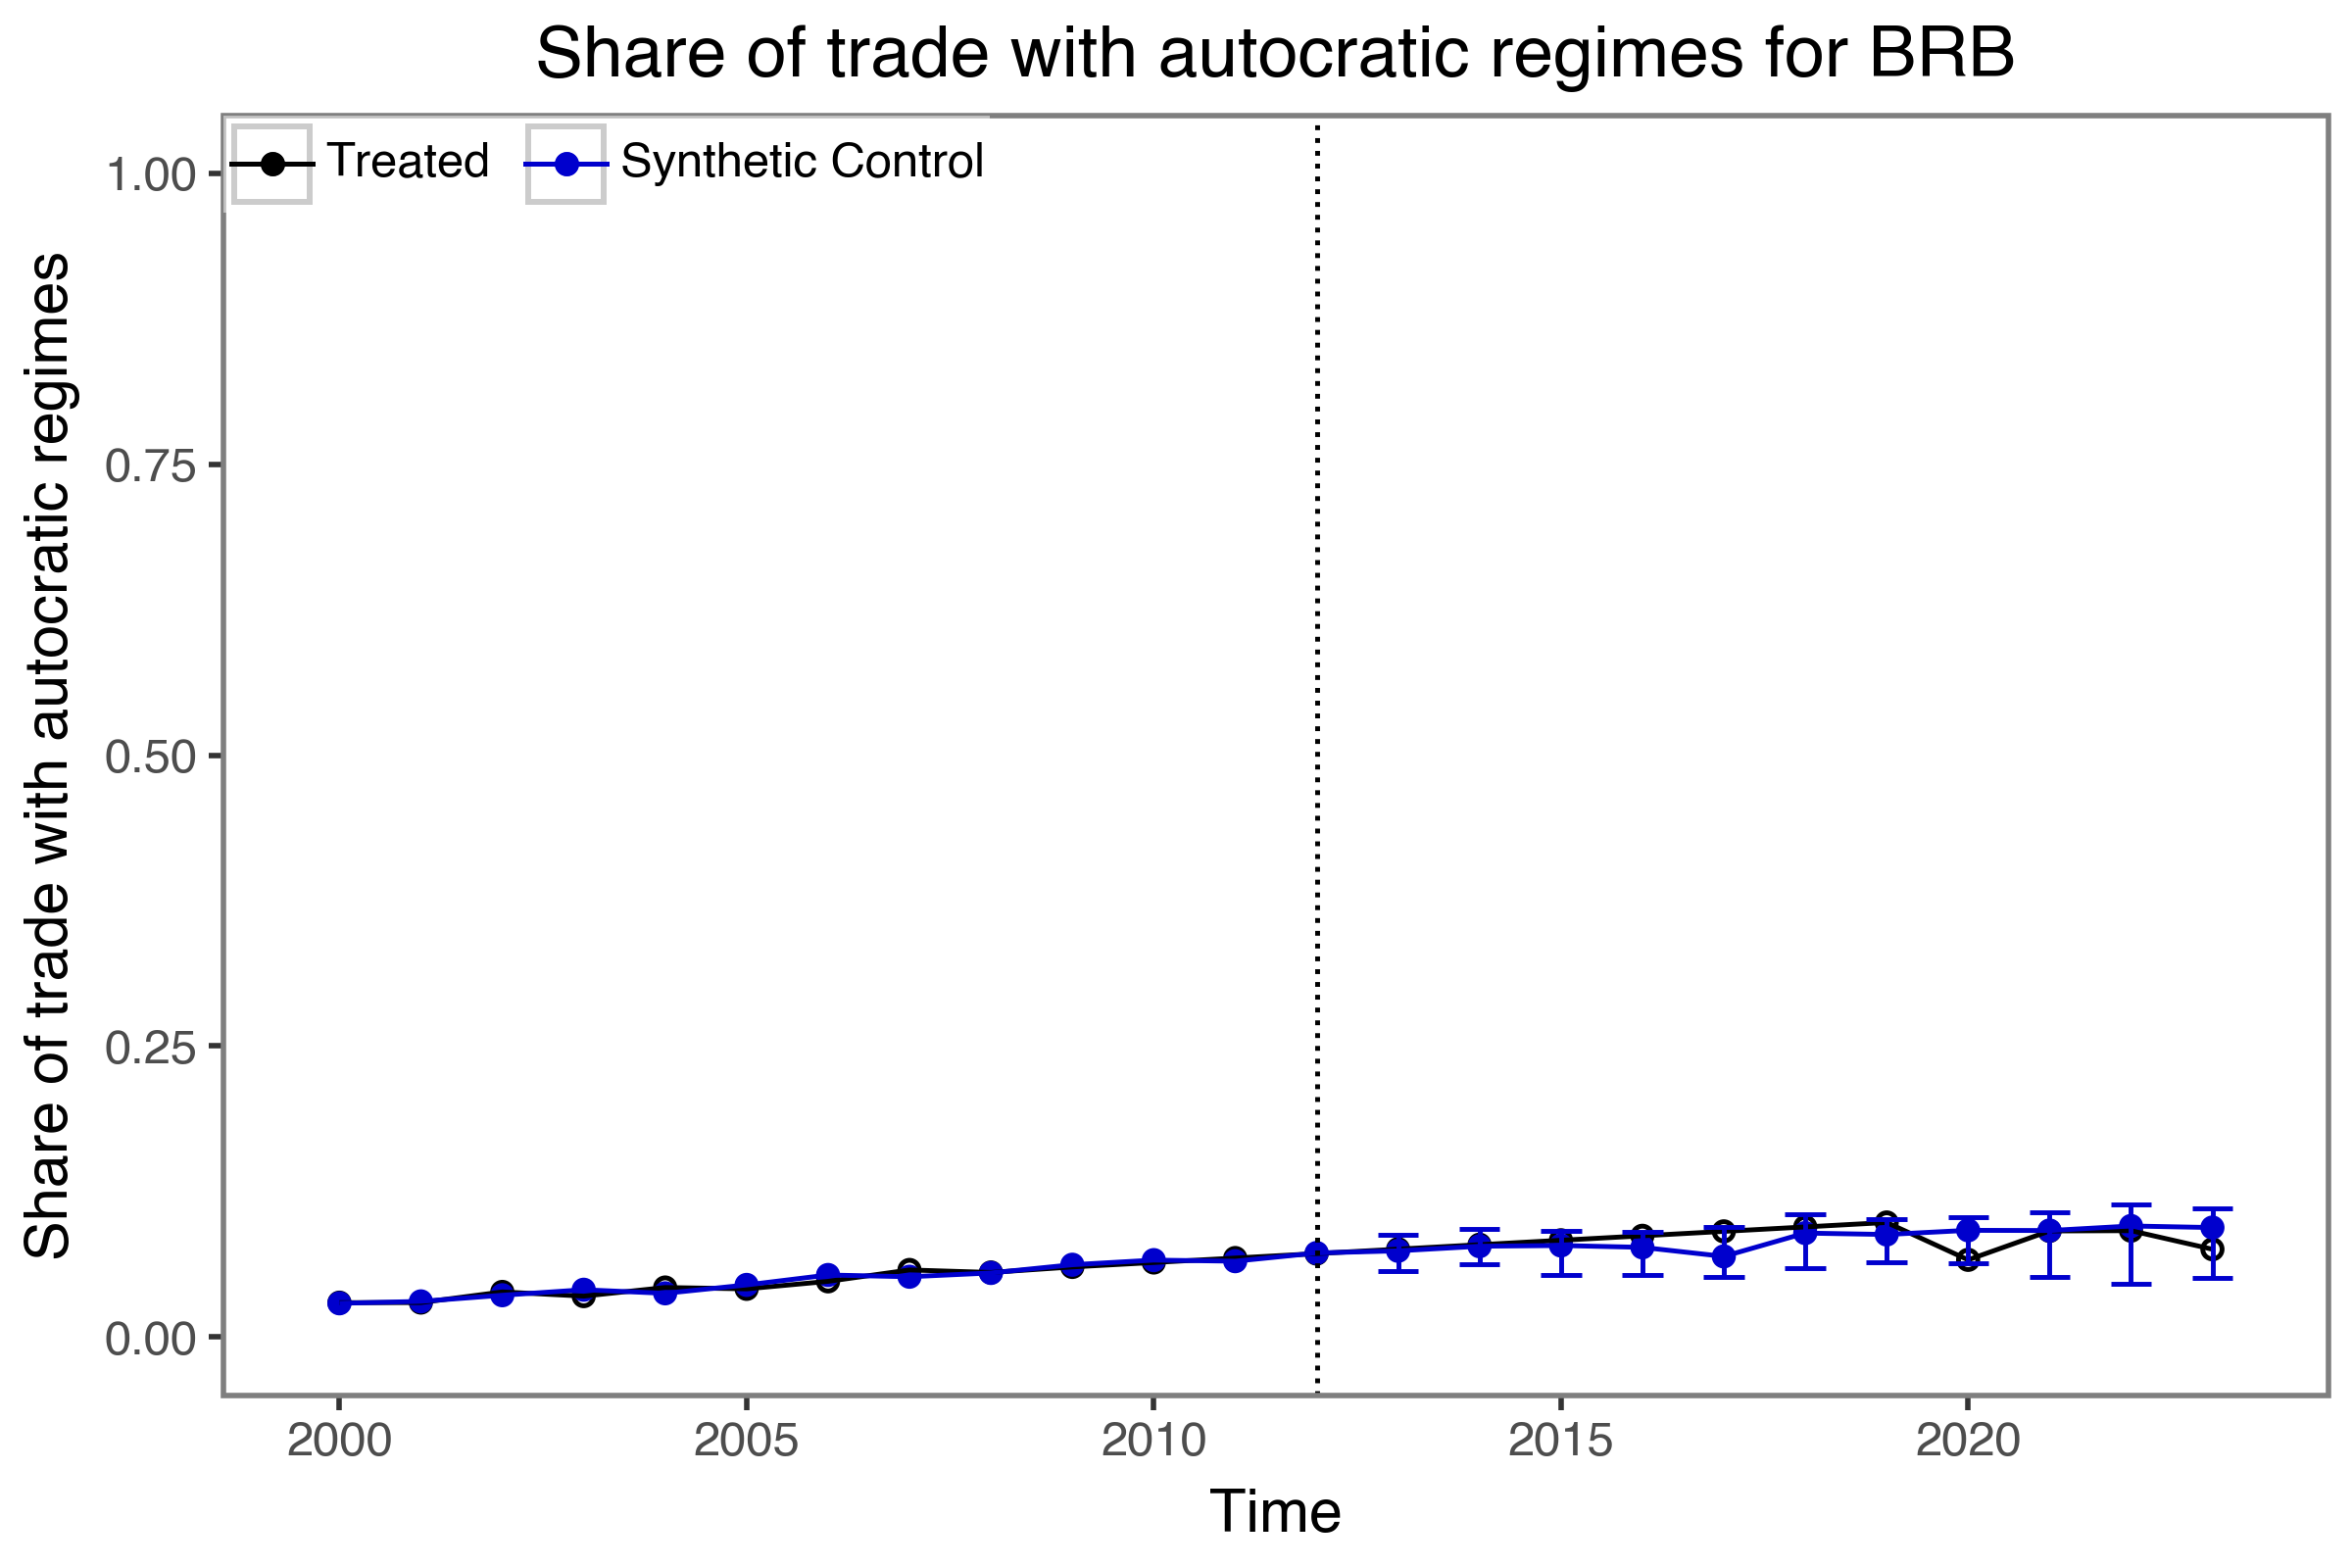 Share of trade with autocratic regimes for BRB
Treated
Synthetic Control
Share of trade with autocratic regimes
1.00
0.75
0.50
0.25
0.00
2000
2005
2010
2015
2020
Time